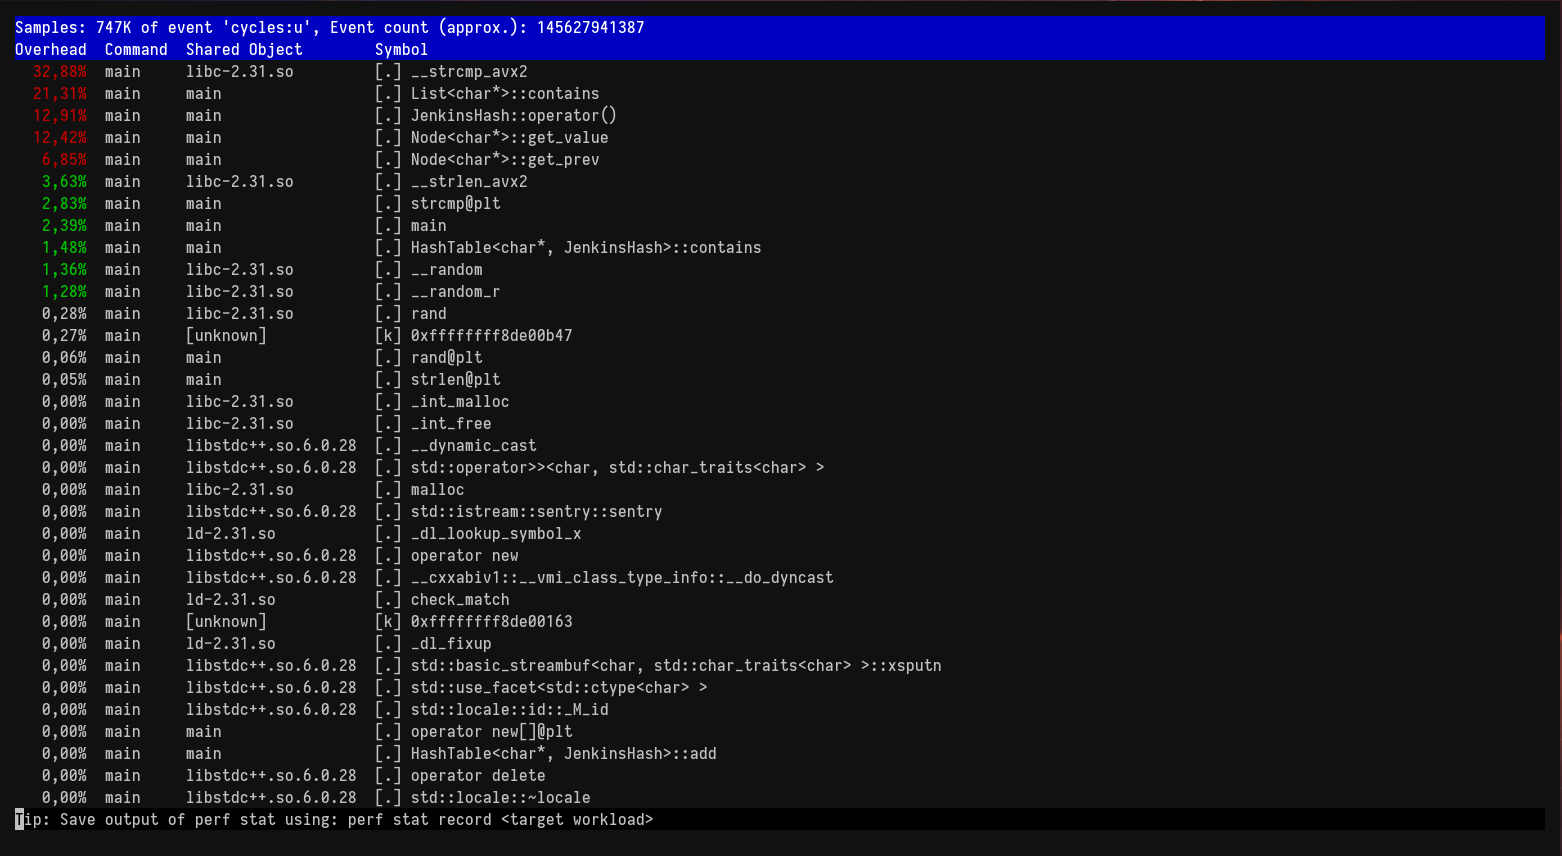 Samples: 747K of event 'cycles:u', Event count (approx.): 145627941387
Overhead  Command  Shared Object        Symbol
  32,88%  main     libc-2.31.so         [.] __strcmp_avx2
  21,31%  main     main                 [.] List<char*>::contains
  12,91%  main     main                 [.] JenkinsHash::operator()
  12,42%  main     main                 [.] Node<char*>::get_value
   6,85%  main     main                 [.] Node<char*>::get_prev
   3,63%  main     libc-2.31.so         [.] __strlen_avx2
   2,83%  main     main                 [.] strcmp@plt
   2,39%  main     main                 [.] main
   1,48%  main     main                 [.] HashTable<char*, JenkinsHash>::contains
   1,36%  main     libc-2.31.so         [.] __random
   1,28%  main     libc-2.31.so         [.] __random_r
   0,28%  main     libc-2.31.so         [.] rand
   0,27%  main     [unknown]            [k] 0xffffffff8de00b47
   0,06%  main     main                 [.] rand@plt
   0,05%  main     main                 [.] strlen@plt
   0,00%  main     libc-2.31.so         [.] _int_malloc
   0,00%  main     libc-2.31.so         [.] _int_free
   0,00%  main     libstdc++.so.6.0.28  [.] __dynamic_cast
   0,00%  main     libstdc++.so.6.0.28  [.] std::operator>><char, std::char_traits<char> >
   0,00%  main     libc-2.31.so         [.] malloc
   0,00%  main     libstdc++.so.6.0.28  [.] std::istream::sentry::sentry
   0,00%  main     ld-2.31.so           [.] _dl_lookup_symbol_x
   0,00%  main     libstdc++.so.6.0.28  [.] operator new
   0,00%  main     libstdc++.so.6.0.28  [.] __cxxabiv1::__vmi_class_type_info::__do_dyncast
   0,00%  main     ld-2.31.so           [.] check_match
   0,00%  main     [unknown]            [k] 0xffffffff8de00163
   0,00%  main     ld-2.31.so           [.] _dl_fixup
   0,00%  main     libstdc++.so.6.0.28  [.] std::basic_streambuf<char, std::char_traits<char> >::xsputn
   0,00%  main     libstdc++.so.6.0.28  [.] std::use_facet<std::ctype<char> >
   0,00%  main     libstdc++.so.6.0.28  [.] std::locale::id::_M_id
   0,00%  main     main                 [.] operator new[]@plt
   0,00%  main     main                 [.] HashTable<char*, JenkinsHash>::add
   0,00%  main     libstdc++.so.6.0.28  [.] operator delete
   0,00%  main     libstdc++.so.6.0.28  [.] std::locale::~locale
Tip: Save output of perf stat using: perf stat record <target workload>